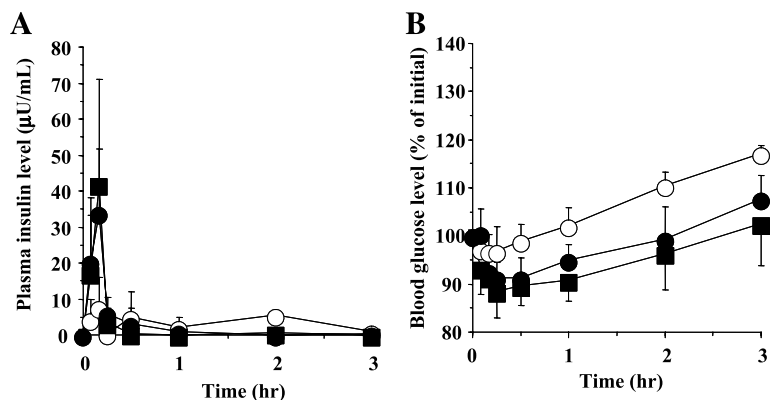 A
Plasma insulin level (μU/mL)
80
70
60
50
40
30
20
10
0
0 1 2 3
Time (hr)
B
Blood glucose level (% of initial)
140
130
120
110
100
90
80
0 1 2 3
Time (hr)